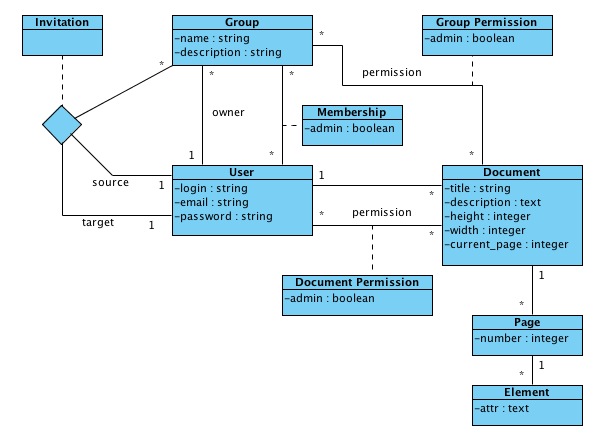 Invitation
Group
-name : string
-description : string
Group Permission
-admin : boolean
*
*
*
*
permission
owner
Membership
-admin : boolean
1
*
*
User
-login : string
-email : string
-password : string
source
1
target
1
1
*
*
permission
*
Document
-title : string
-description : text
-height : integer
-width : integer
-current_page : integer
Document Permission
-admin : boolean
1
*
Page
-number : integer
1
*
Element
-attr : text